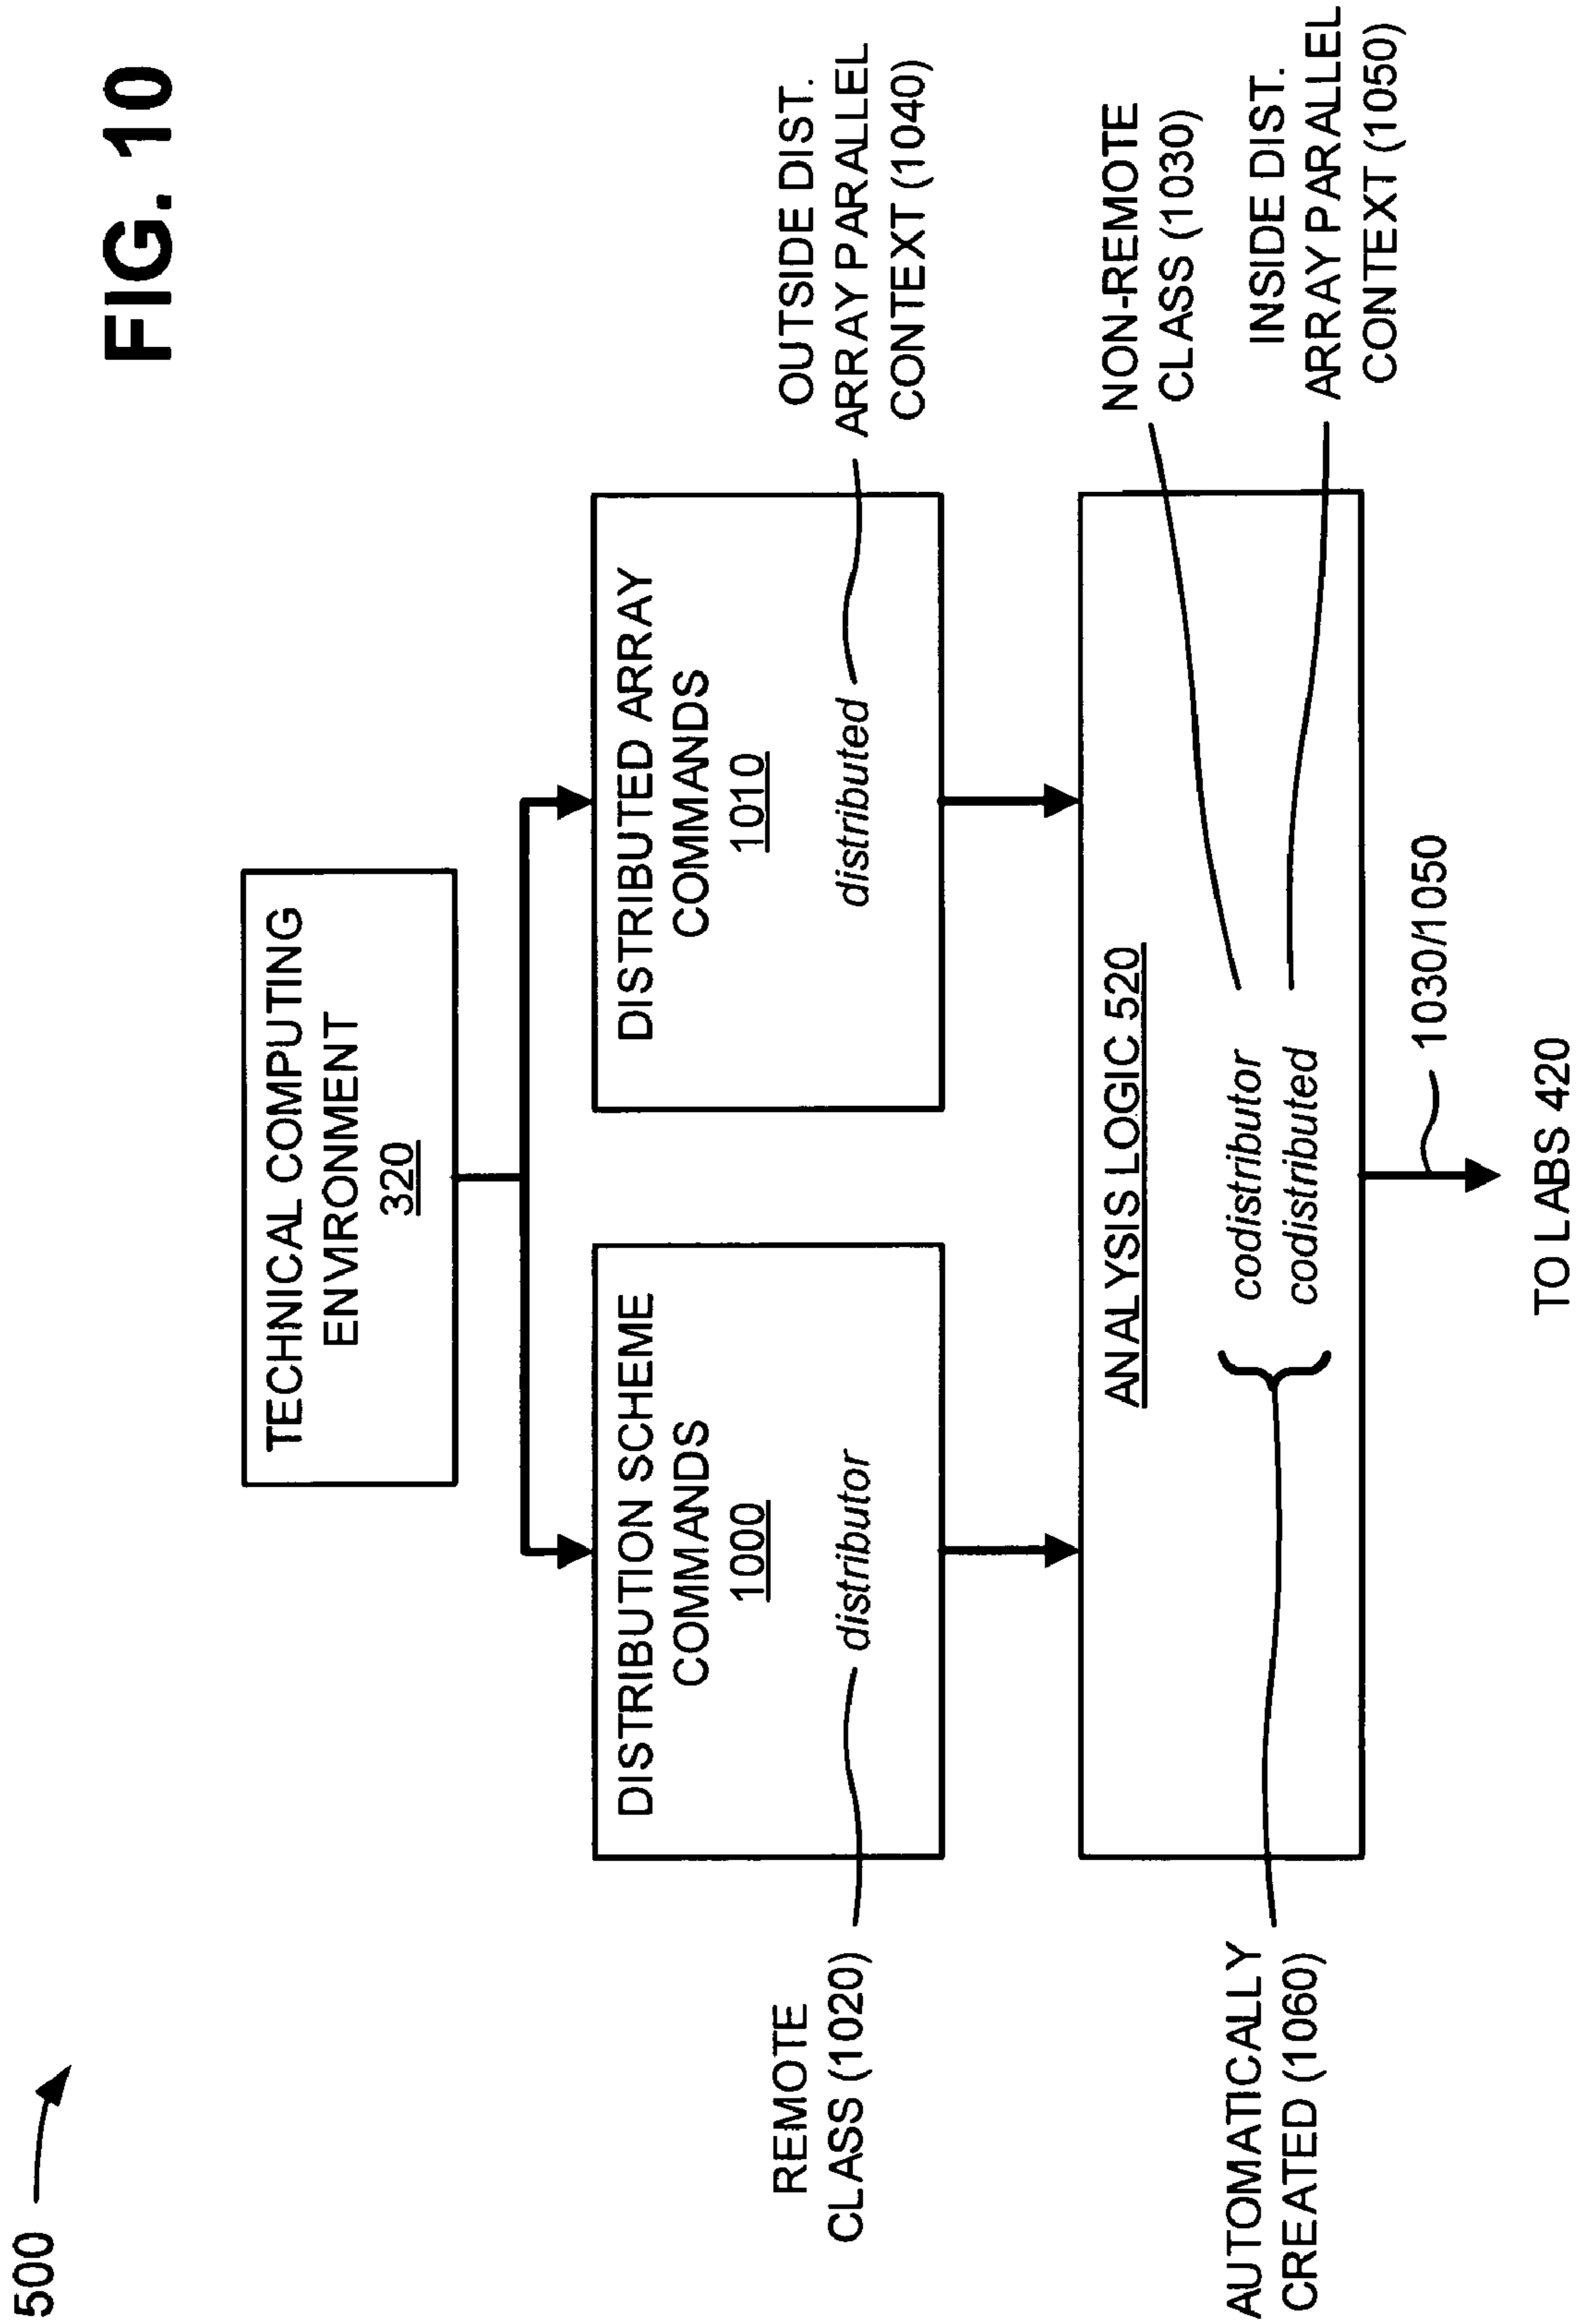 FIG. 10
500
TECHNICAL COMPUTING
ENVIRONMENT
320
DISTRIBUTION SCHEME
COMMANDS
1000
distributor
REMOTE
CLASS (1020)
DISTRIBUTED ARRAY
COMMANDS
1010
distributed
OUTSIDE DIST.
ARRAY PARALLEL
CONTEXT (1040)
ANALYSIS LOGIC 520
codistributor
codistributed
AUTOMATICALLY
CREATED (1060)
NON-REMOTE
CLASS (1030)
INSIDE DIST.
ARRAY PARALLEL
CONTEXT (1050)
1030/1050
TO LABS 420